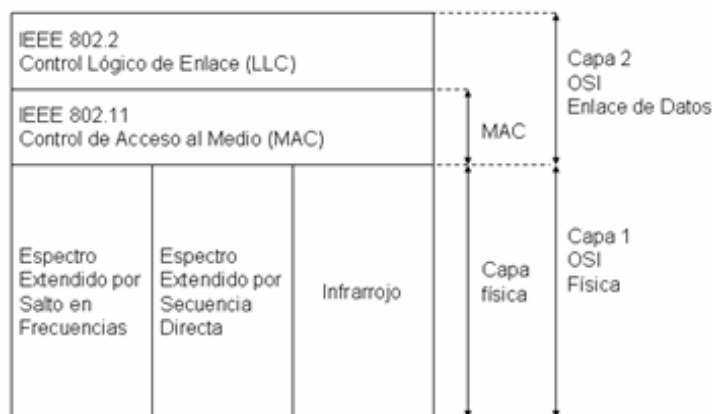 IEEE 802.2
Control Lógico de Enlace (LLC)
Capa 2
OSI
Enlace de Datos
IEEE 802.11
Control de Acceso al Medio (MAC)
MAC
Espectro
Extendido por
Salto en
Frecuencias
Espectro
Extendido por
Secuencia
Directa
Infrarrojo
Capa
física
Capa 1
OSI
Física